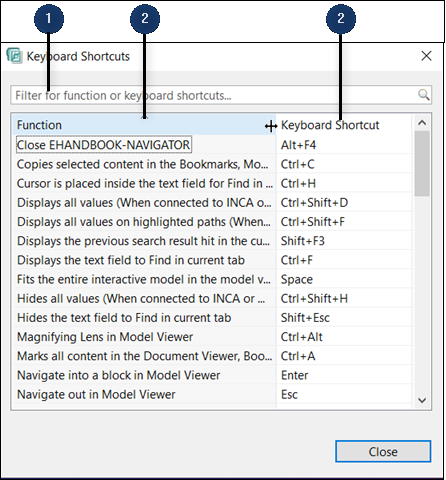 1 2 2
Keyboard Shortcuts
Filter for function or keyboard shortcuts...
Function Keyboard Shortcut
Close EHANDBOOK-NAVIGATOR Alt+F4
Copies selected content in the Bookmarks, Mo... Ctrl+C
Cursor is placed inside the text field for Find in ... Ctrl+H
Displays all values (When connected to INCA o... Ctrl+Shift+D
Displays all values on highlighted paths (When... Ctrl+Shift+F
Displays the previous search result hit in the cu... Shift+F3
Displays the text field to Find in current tab Ctrl+F
Fits the entire interactive model in the model v... Space
Hides all values (When connected to INCA or ... Ctrl+Shift+H
Hides the text field to Find in current tab Shift+Esc
Magnifying Lens in Model Viewer Ctrl+Alt
Marks all content in the Document Viewer, Boo... Ctrl+A
Navigate into a block in Model Viewer Enter
Navigate out in Model Viewer Esc
Close